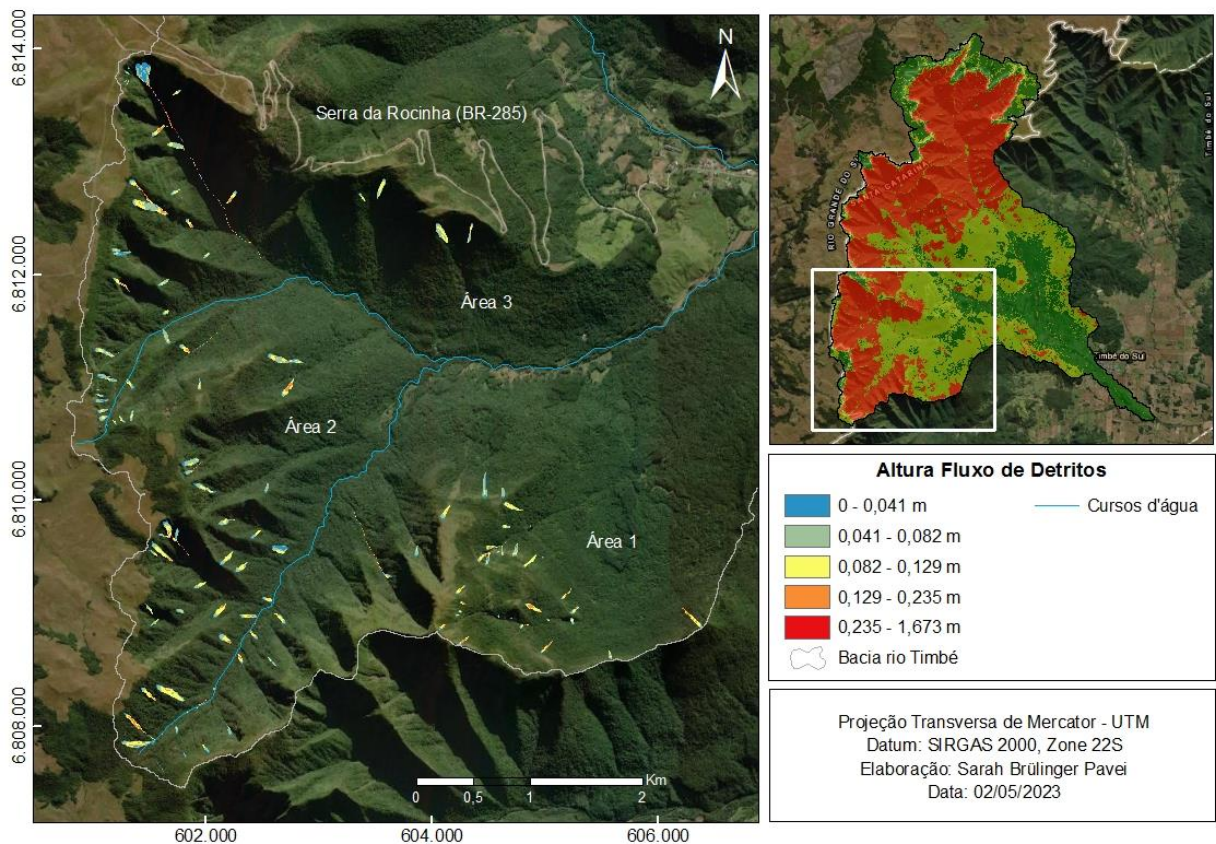 6.814.000
6.812.000
6.810.000
6.808.000
602.000
604.000
606.000
N
Serra da Rocinha (BR-285)
Área 3
Área 2
Área 1
Km
0 0,5 1 2
RIO GRANDE DO S
TA CATARIN
Timbé do Sul
Timbé do Sul
Altura Fluxo de Detritos
0 - 0,041 m
0,041 - 0,082 m
0,082 - 0,129 m
0,129 - 0,235 m
0,235 - 1,673 m
Bacia rio Timbé
Cursos d'água
Projeção Transversa de Mercator - UTM
Datum: SIRGAS 2000, Zone 22S
Elaboração: Sarah Brülinger Pavei
Data: 02/05/2023